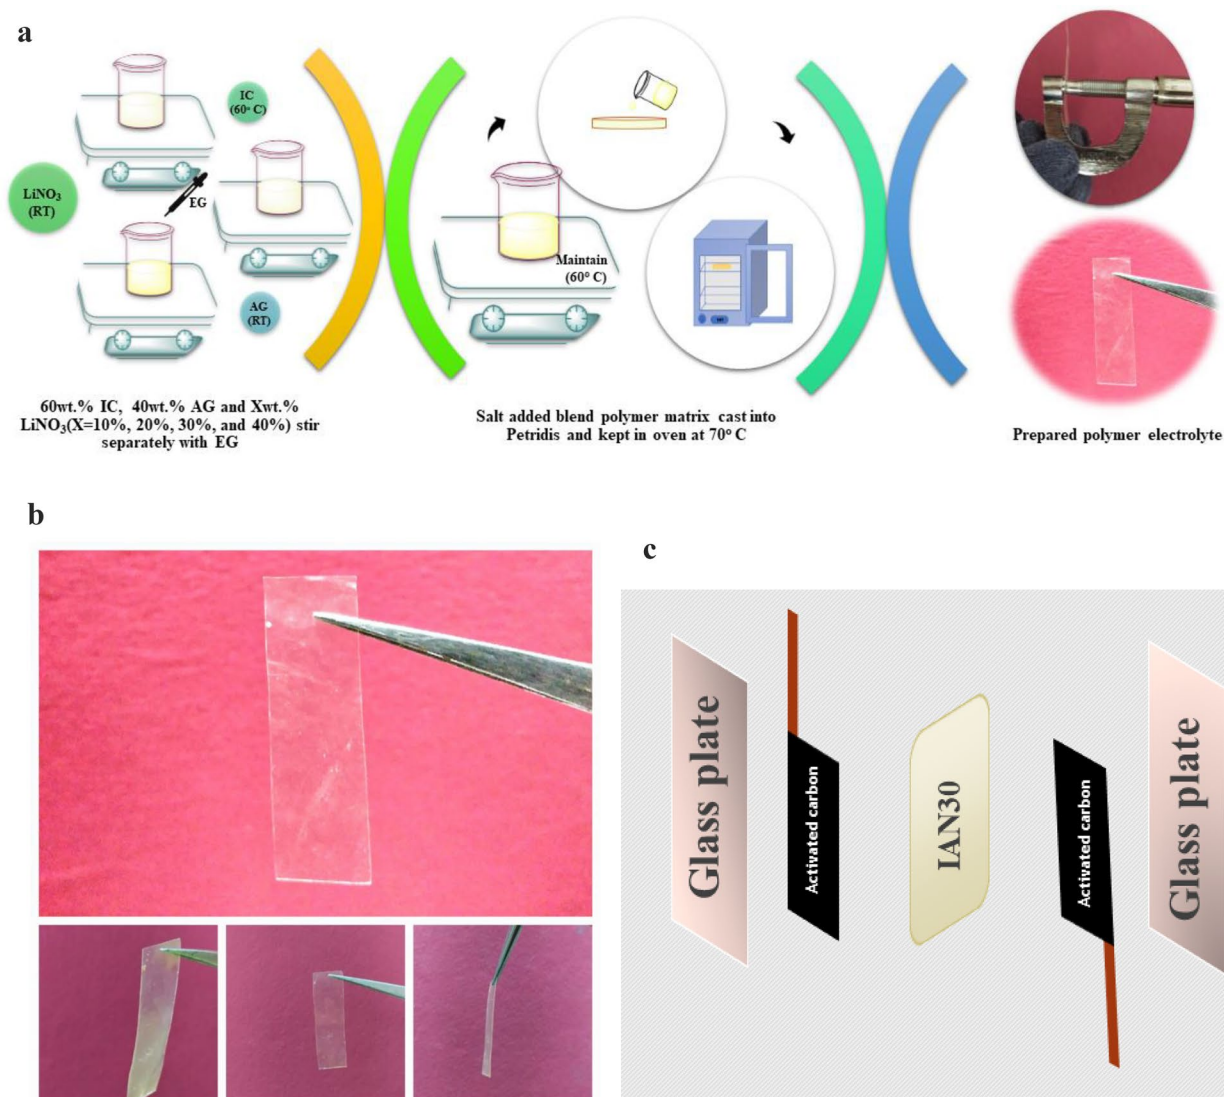 a
IC
(60° C)
LiNO₃
(RT)
EG
AG
(RT)
60wt.% IC, 40wt.% AG and Xwt.%
LiNO₃(X=10%, 20%, 30%, and 40%) stir
separately with EG
Maintain
(60° C)
Salt added blend polymer matrix cast into
Petridis and kept in oven at 70° C
Prepared polymer electrolyte
b
c
Glass plate
Activated carbon
IAN30
Activated carbon
Glass plate